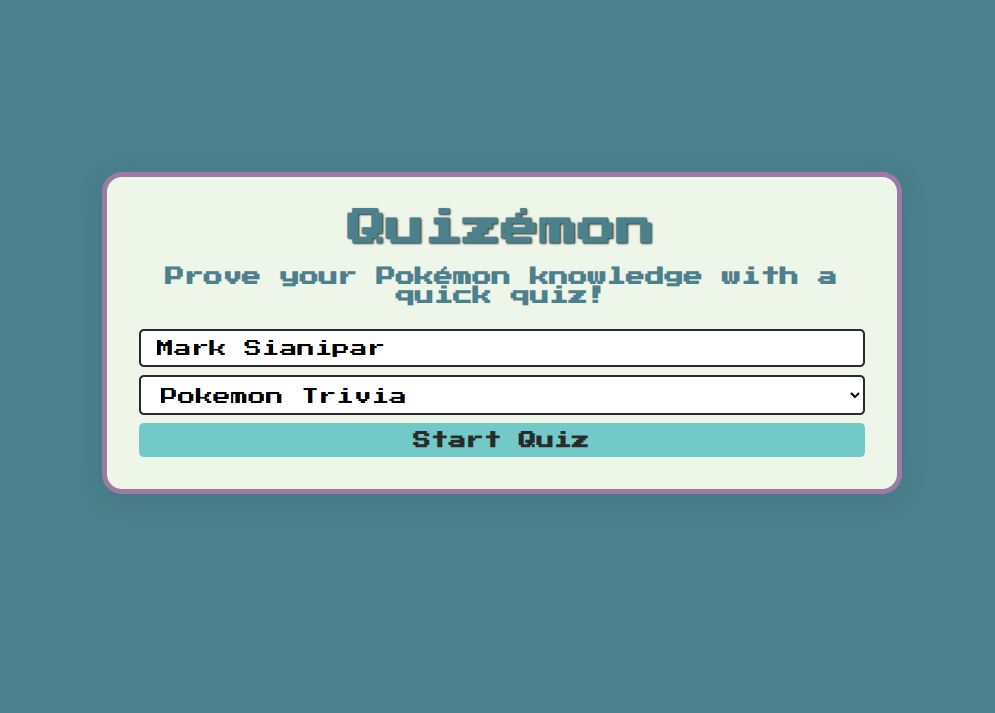 Quizémon
Prove your Pokémon knowledge with a
quick quiz!
Mark Sianipar
Pokemon Trivia
Start Quiz